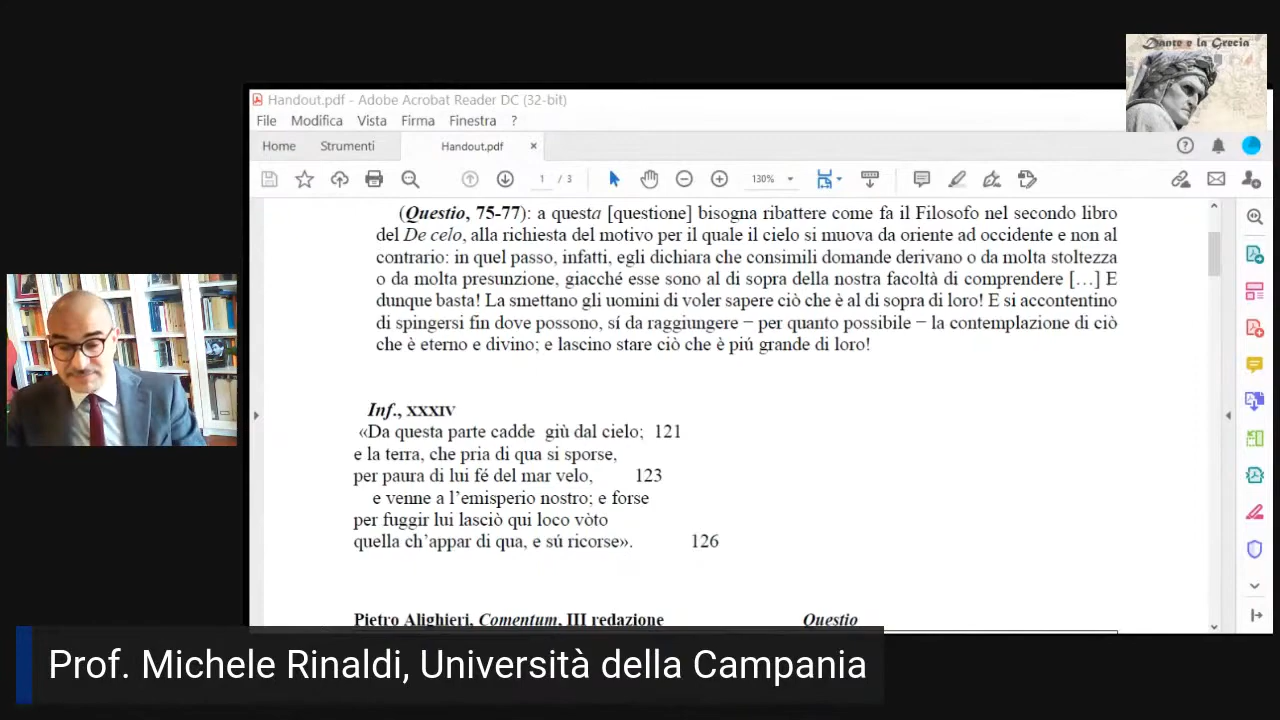 Dante e la Grecia
Handout.pdf - Adobe Acrobat Reader DC (32-bit)
File Modifica Vista Firma Finestra ?
Home Strumenti Handout.pdf ×
1 / 3 130%
(Questio, 75-77): a questa [questione] bisogna ribattere come fa il Filosofo nel secondo libro
del De celo, alla richiesta del motivo per il quale il cielo si muova da oriente ad occidente e non al
contrario: in quel passo, infatti, egli dichiara che consimili domande derivano o da molta stoltezza
o da molta presunzione, giacché esse sono al di sopra della nostra facoltà di comprendere […] E
dunque basta! La smettano gli uomini di voler sapere ciò che è al di sopra di loro! E si accontentino
di spingersi fin dove possono, sí da raggiungere − per quanto possibile − la contemplazione di ciò
che è eterno e divino; e lascino stare ciò che è piú grande di loro!
Inf., XXXIV
«Da questa parte cadde giù dal cielo; 121
e la terra, che pria di qua si sporse,
per paura di lui fé del mar velo, 123
e venne a l’emisperio nostro; e forse
per fuggir lui lasciò qui loco vòto
quella ch’appar di qua, e sú ricorse». 126
Pietro Alighieri, Comentum, III redazione Questio
Prof. Michele Rinaldi, Università della Campania